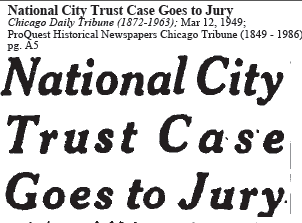 National City Trust Case Goes to Jury
Chicago Daily Tribune (1872-1963); Mar 12, 1949;
ProQuest Historical Newspapers Chicago Tribune (1849 - 1986)
pg. A5
National City
Trust Case
Goes to Jury.